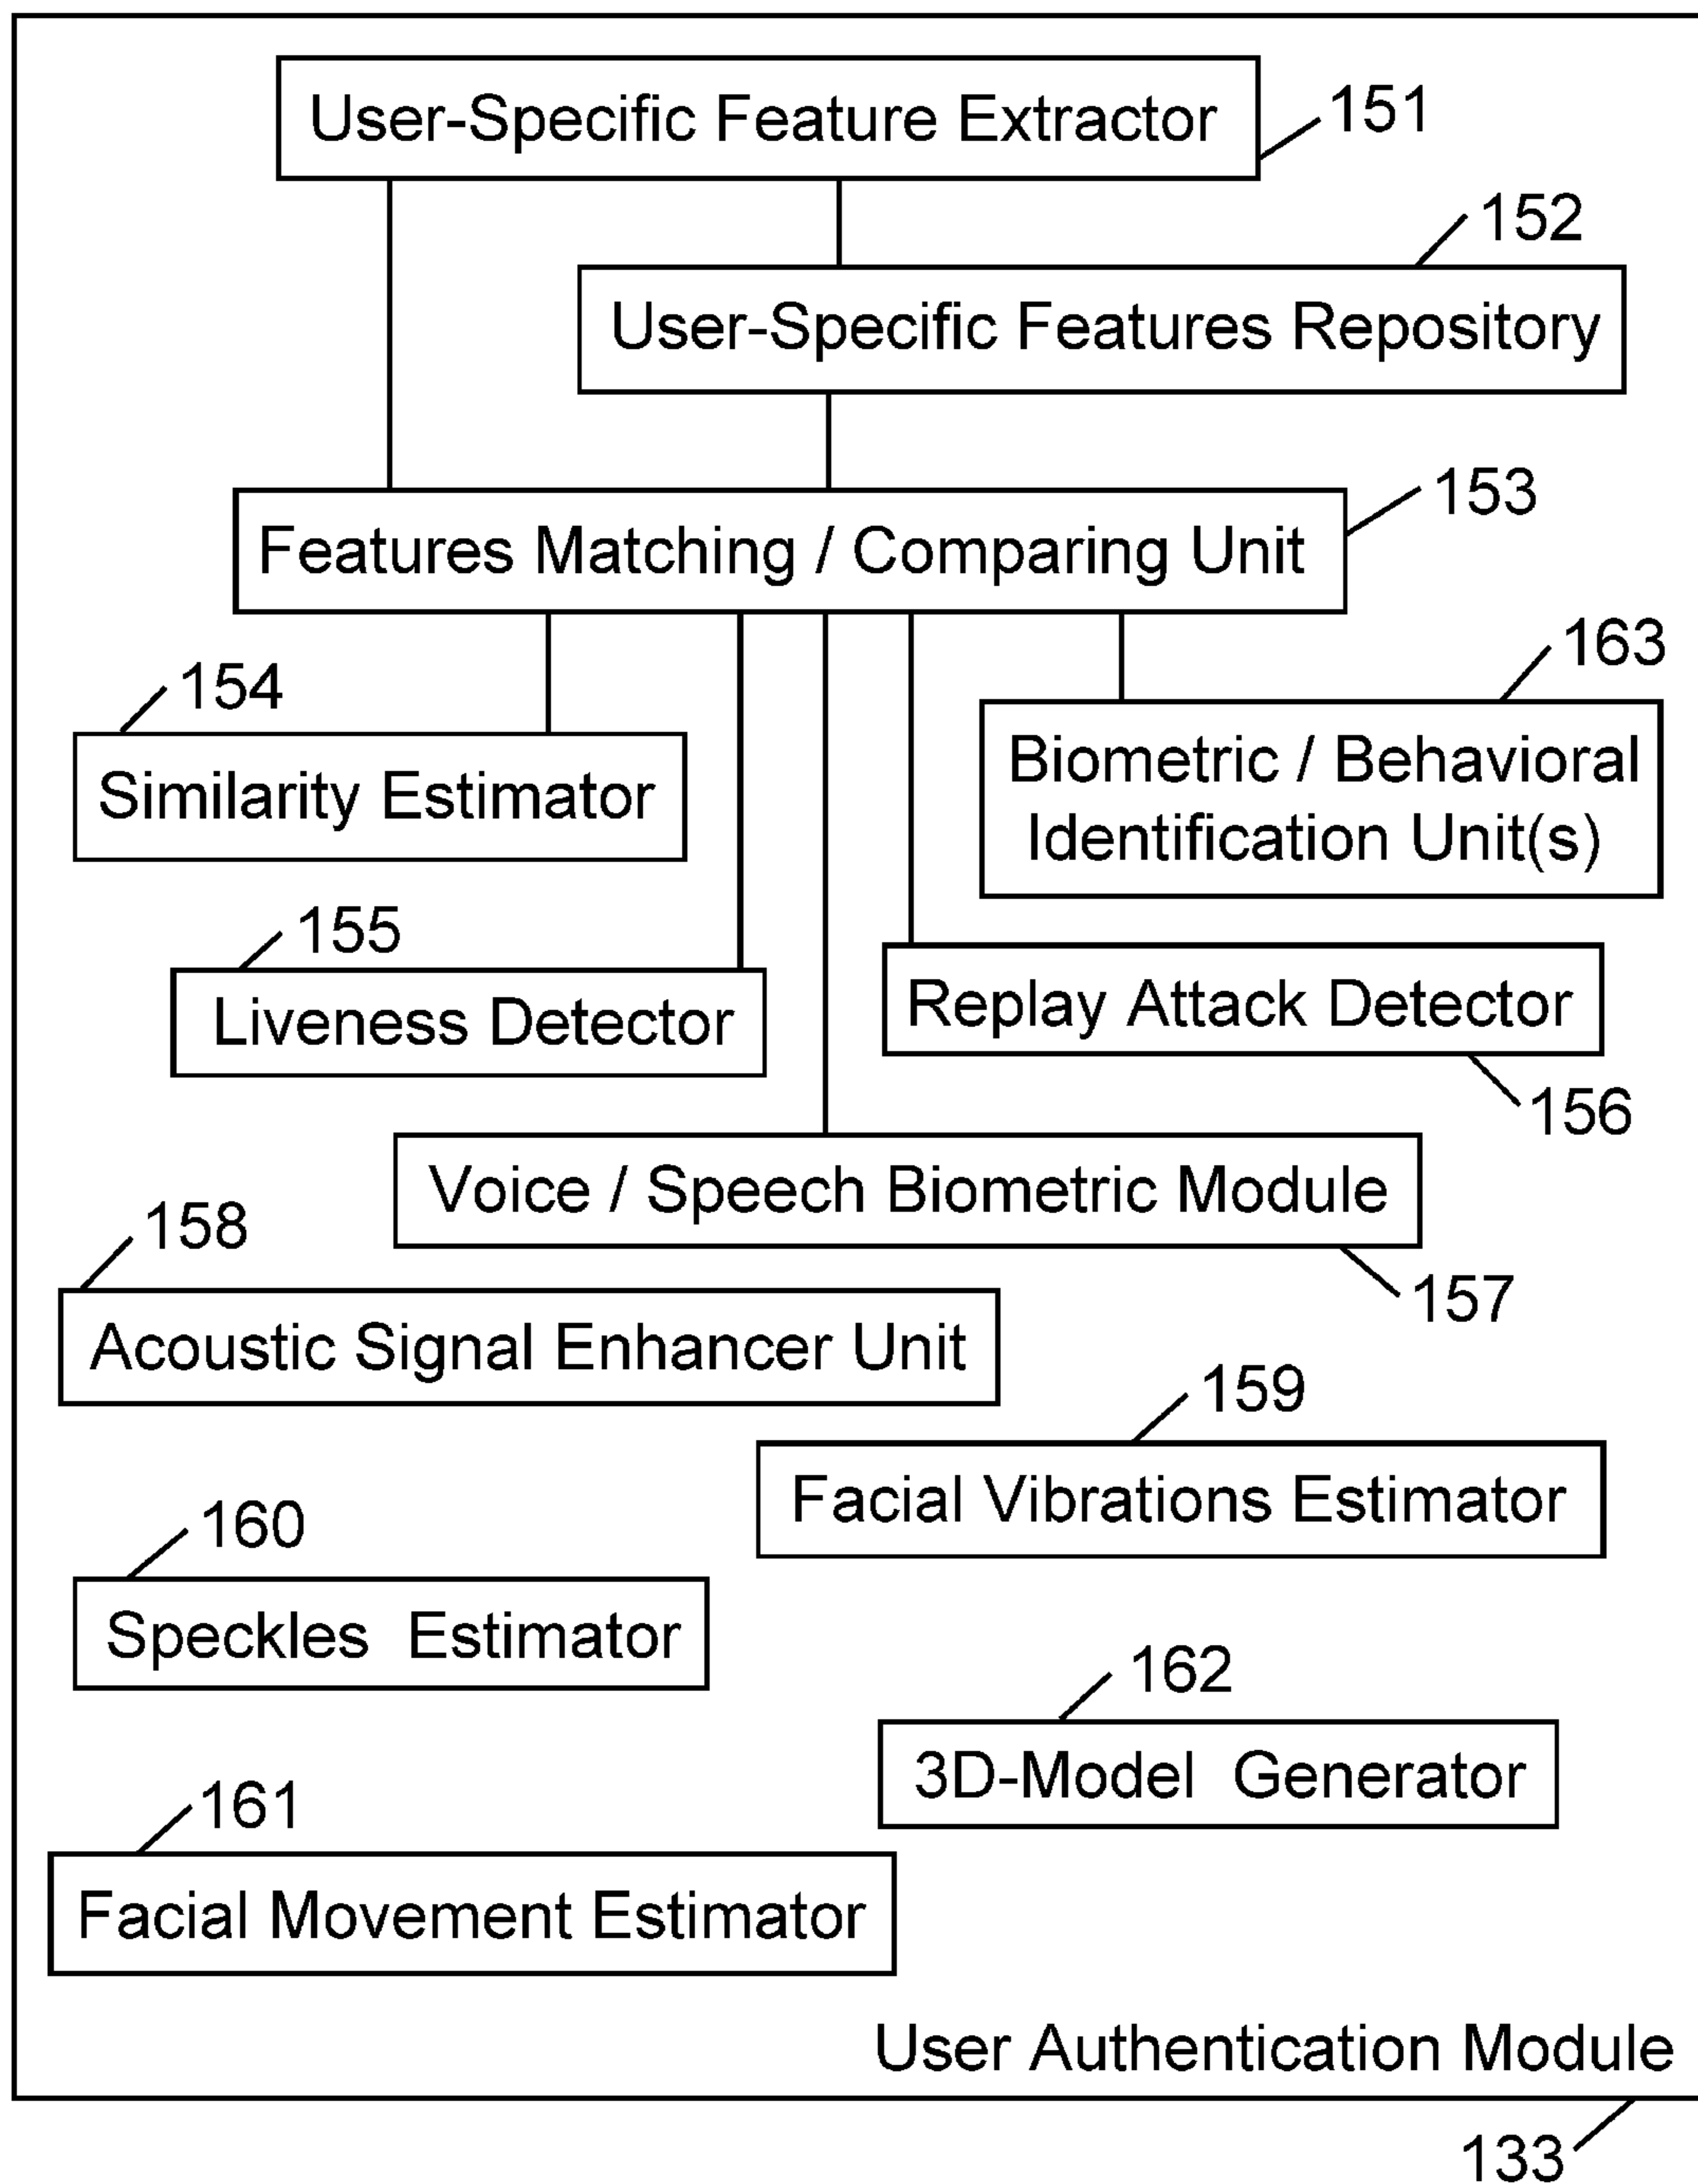 User-Specific Feature Extractor
151
152
User-Specific Features Repository
153
Features Matching / Comparing Unit
163
154
Biometric / Behavioral
Identification Unit(s)
Similarity Estimator
155
Replay Attack Detector
Liveness Detector
156
Voice / Speech Biometric Module
158
157
Acoustic Signal Enhancer Unit
159
Facial Vibrations Estimator
160
Speckles Estimator
162
3D-Model Generator
161
Facial Movement Estimator
User Authentication Module
133